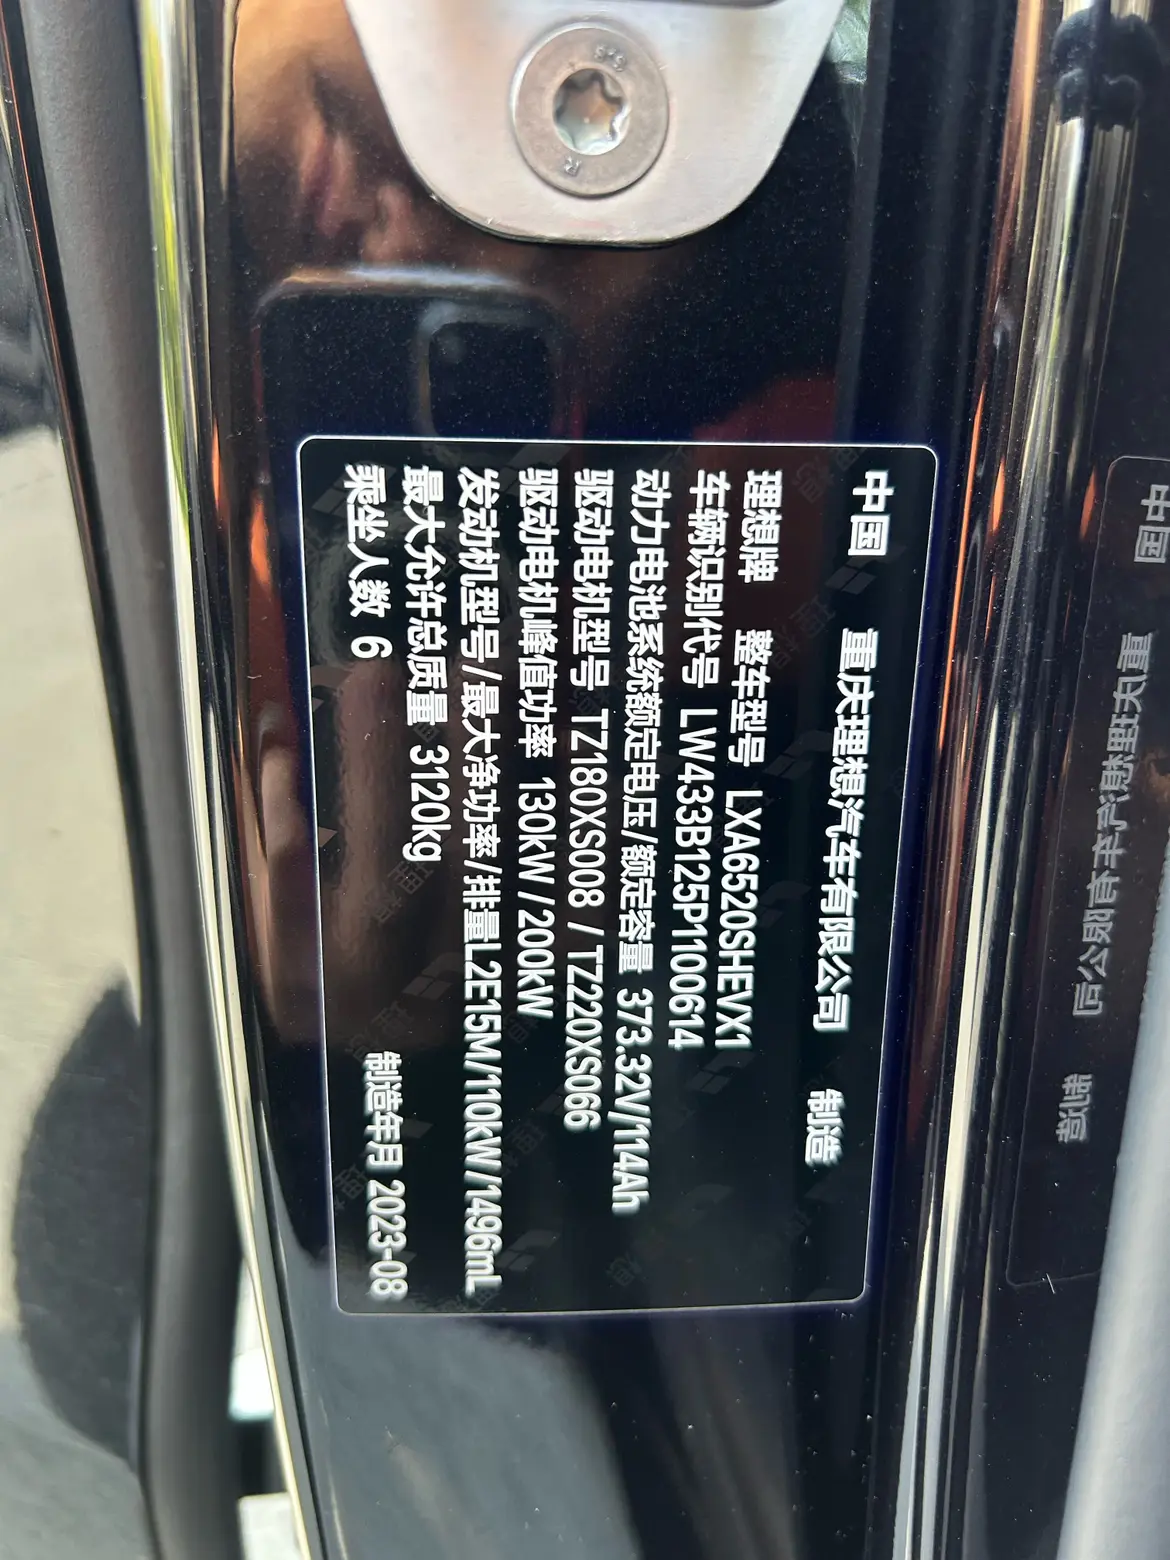 中国 重庆理想汽车有限公司 制造
理想牌 整车型号 LXA6520SHEVX1
车辆识别代号 LW433B125P1100614
动力电池系统额定电压/额定容量 373.32V/114Ah
驱动电机型号 TZ180XS008 / TZ220XS066
驱动电机峰值功率 130kW/200kW
发动机型号/最大净功率/排量L2E15M/110kW/1496mL
最大允许总质量 3120kg
乘坐人数 6 制造年月 2023-08